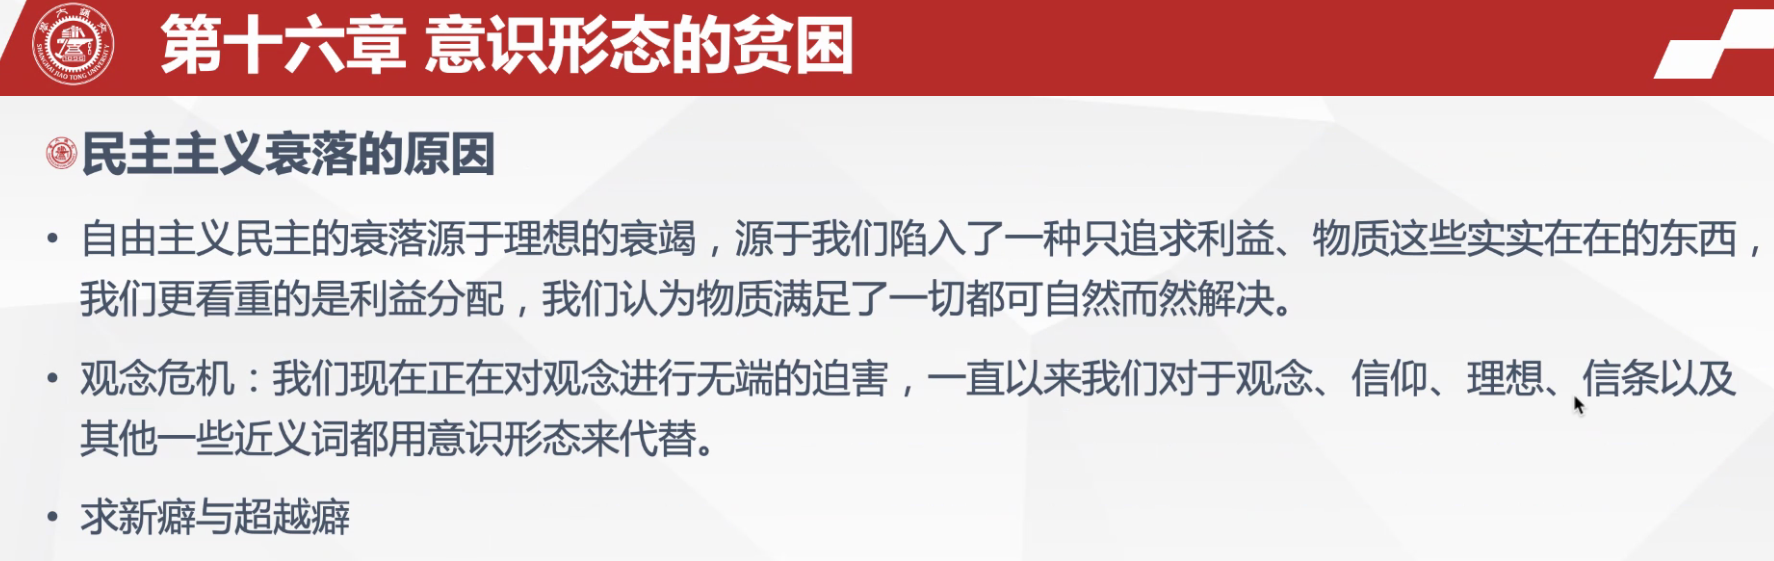 第十六章 意识形态的贫困
SHANGHAI JIAO TONG UNIVERSITY
民主主义衰落的原因
• 自由主义民主的衰落源于理想的衰竭，源于我们陷入了一种只追求利益、物质这些实实在在的东西，
我们更看重的是利益分配，我们认为物质满足了一切都可自然而然解决。
• 观念危机：我们现在正在对观念进行无端的迫害，一直以来我们对于观念、信仰、理想、信条以及
其他一些近义词都用意识形态来代替。
• 求新癖与超越癖